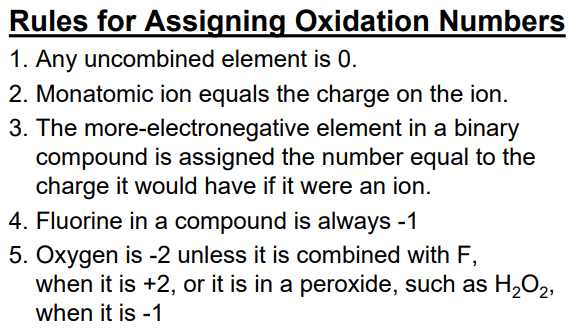 Rules for Assigning Oxidation Numbers
1. Any uncombined element is 0.
2. Monatomic ion equals the charge on the ion.
3. The more-electronegative element in a binary
compound is assigned the number equal to the
charge it would have if it were an ion.
4. Fluorine in a compound is always -1
5. Oxygen is -2 unless it is combined with F,
when it is +2, or it is in a peroxide, such as H₂O₂,
when it is -1